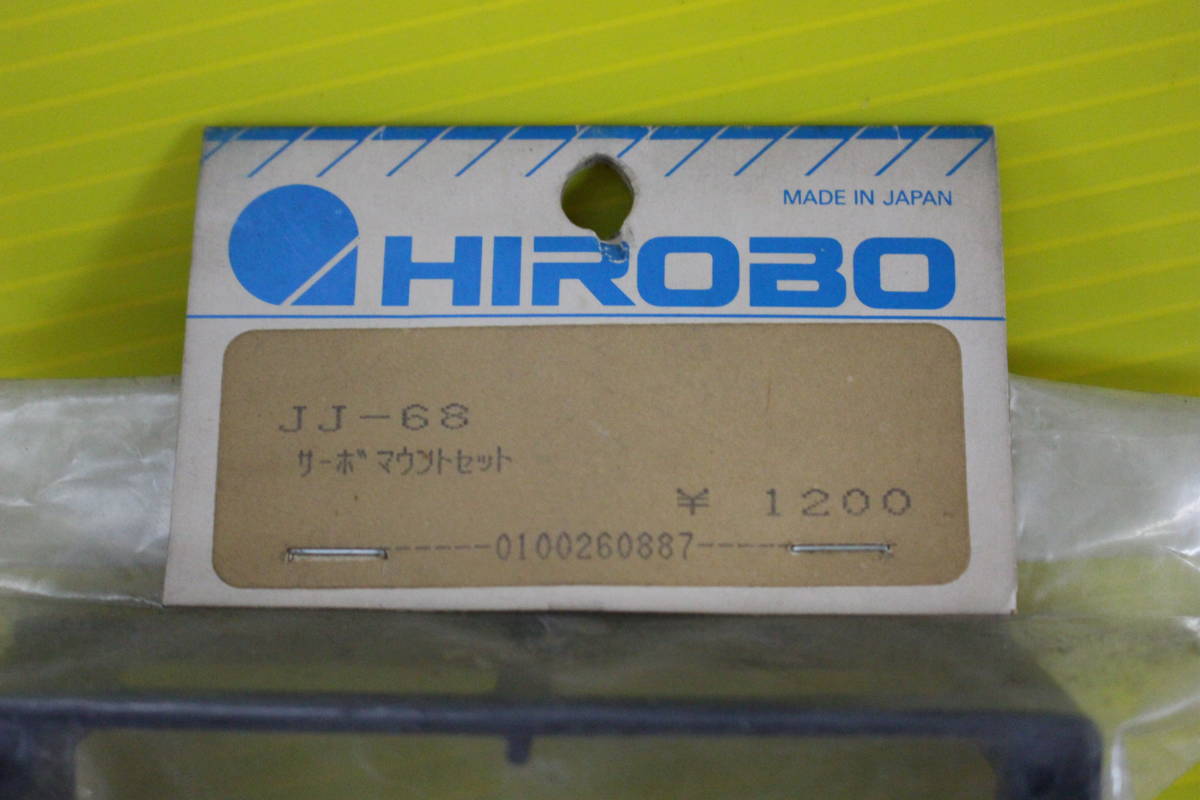 MADE IN JAPAN
HIROBO
JJ-68
サーボマウントセット
¥ 1200
-----0100260887-----